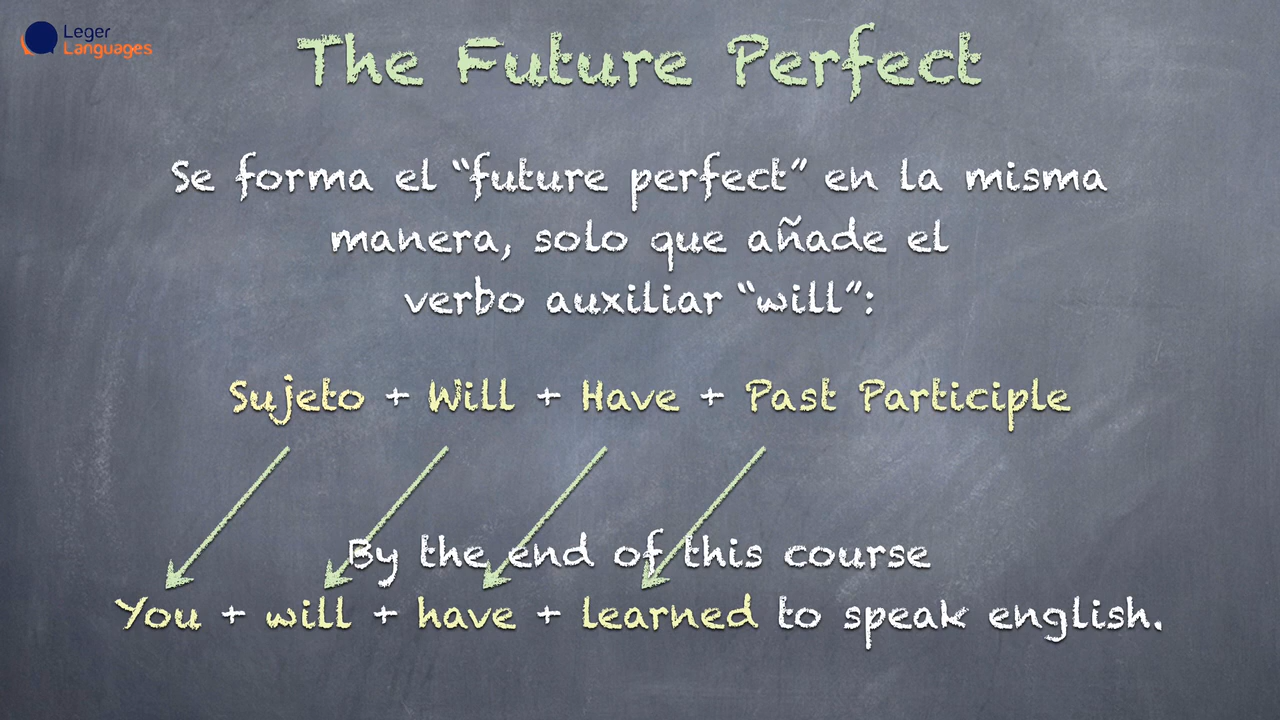 Leger
Languages
The Future Perfect
Se forma el “future perfect” en la misma
manera, solo que añade el
verbo auxiliar “will”:
Sujeto + Will + Have + Past Participle
By the end of this course
You + will + have + learned to speak english.